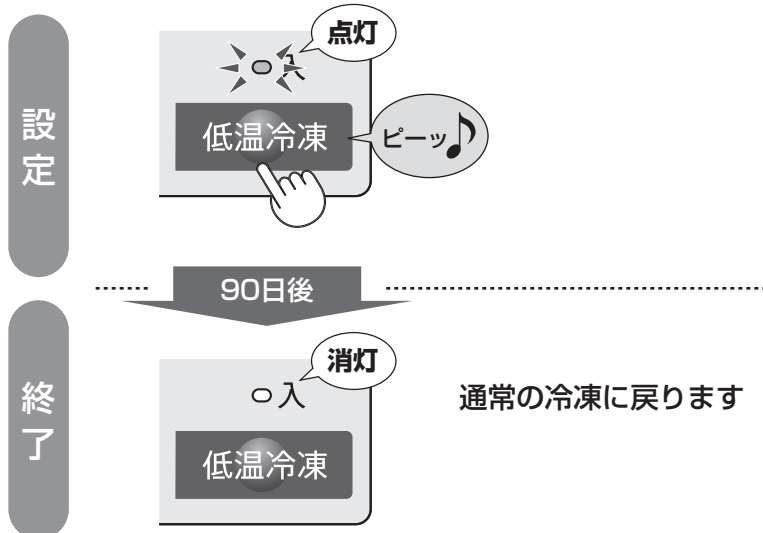 設定
点灯
入
低温冷凍
ピーッ♪
90日後
終了
消灯
入
低温冷凍
通常の冷凍に戻ります